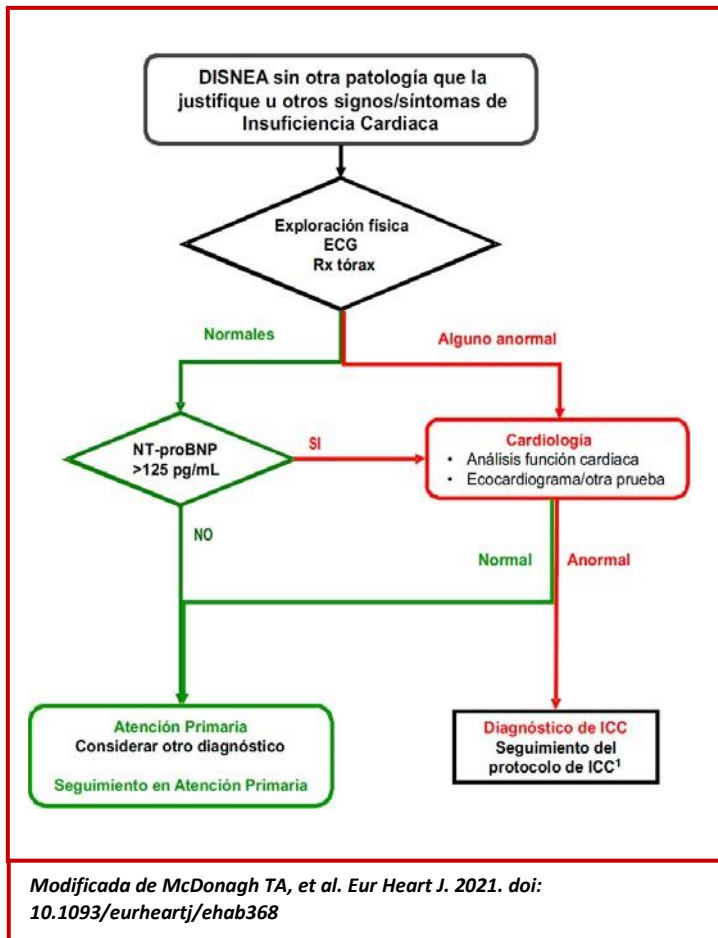 DISNEA sin otra patología que la
justifique u otros signos/síntomas de
Insuficiencia Cardiaca
Exploración física
ECG
Rx tórax
Normales
Alguno anormal
NT-proBNP
>125 pg/mL
SI
Cardiología
• Análisis función cardiaca
• Ecocardiograma/otra prueba
NO
Normal
Anormal
Atención Primaria
Considerar otro diagnóstico
Seguimiento en Atención Primaria
Diagnóstico de ICC
Seguimiento del
protocolo de ICC¹
Modificada de McDonagh TA, et al. Eur Heart J. 2021. doi:
10.1093/eurheartj/ehab368